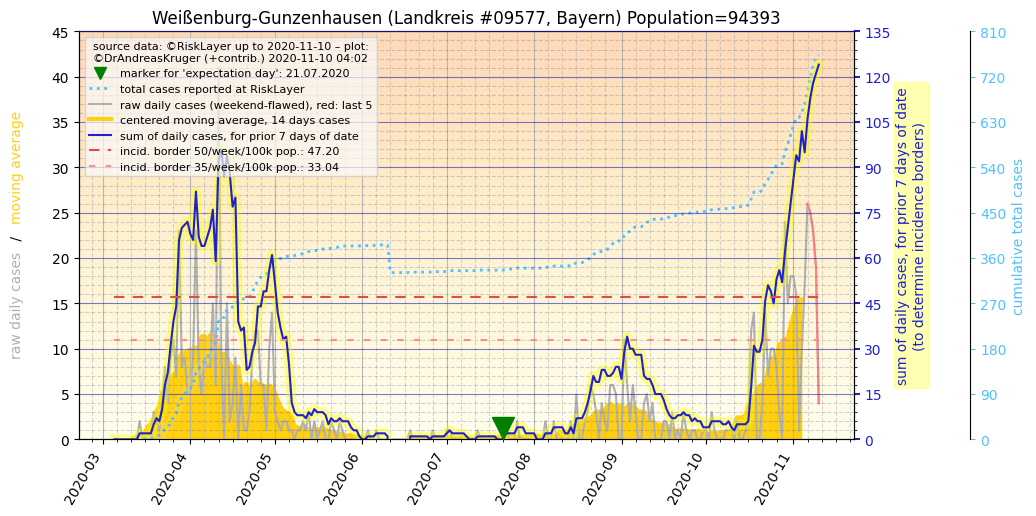 Weißenburg-Gunzenhausen (Landkreis #09577, Bayern) Population=94393
source data: ©RiskLayer up to 2020-11-10 – plot:
©DrAndreasKruger (+contrib.) 2020-11-10 04:02
marker for 'expectation day': 21.07.2020
total cases reported at RiskLayer
raw daily cases (weekend-flawed), red: last 5
centered moving average, 14 days cases
sum of daily cases, for prior 7 days of date
incid. border 50/week/100k pop.: 47.20
incid. border 35/week/100k pop.: 33.04
raw daily cases / moving average
45
40
35
30
25
20
15
10
5
0
2020-03
2020-04
2020-05
2020-06
2020-07
2020-08
2020-09
2020-10
2020-11
135
120
105
90
75
60
45
30
15
0
sum of daily cases, for prior 7 days of date
(to determine incidence borders)
810
720
630
540
450
360
270
180
90
0
cumulative total cases